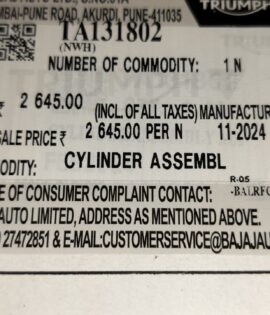 TRIUMPH
MBAI-PUNE ROAD, AKURDI, PUNE-411035
TA131802
(NWH)
NUMBER OF COMMODITY: 1 N
₹ 2 645.00 (INCL. OF ALL TAXES) MANUFACTUR
SALE PRICE ₹ 2 645.00 PER N 11-2024
ODITY: CYLINDER ASSEMBL
R-05
E OF CONSUMER COMPLAINT CONTACT: -BALRFC
AUTO LIMITED, ADDRESS AS MENTIONED ABOVE.
27472851 & E-MAIL:CUSTOMERSERVICE@BAJAJAU